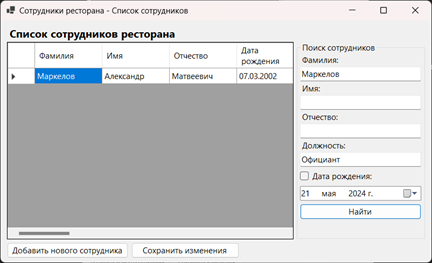 Сотрудники ресторана - Список сотрудников
Список сотрудников ресторана
Фамилия Имя Отчество Дата рождения
Маркелов Александр Матвеевич 07.03.2002
Поиск сотрудников
Фамилия:
Маркелов
Имя:
Отчество:
Должность:
Официант
Дата рождения:
21 мая 2024 г.
Найти
Добавить нового сотрудника Сохранить изменения